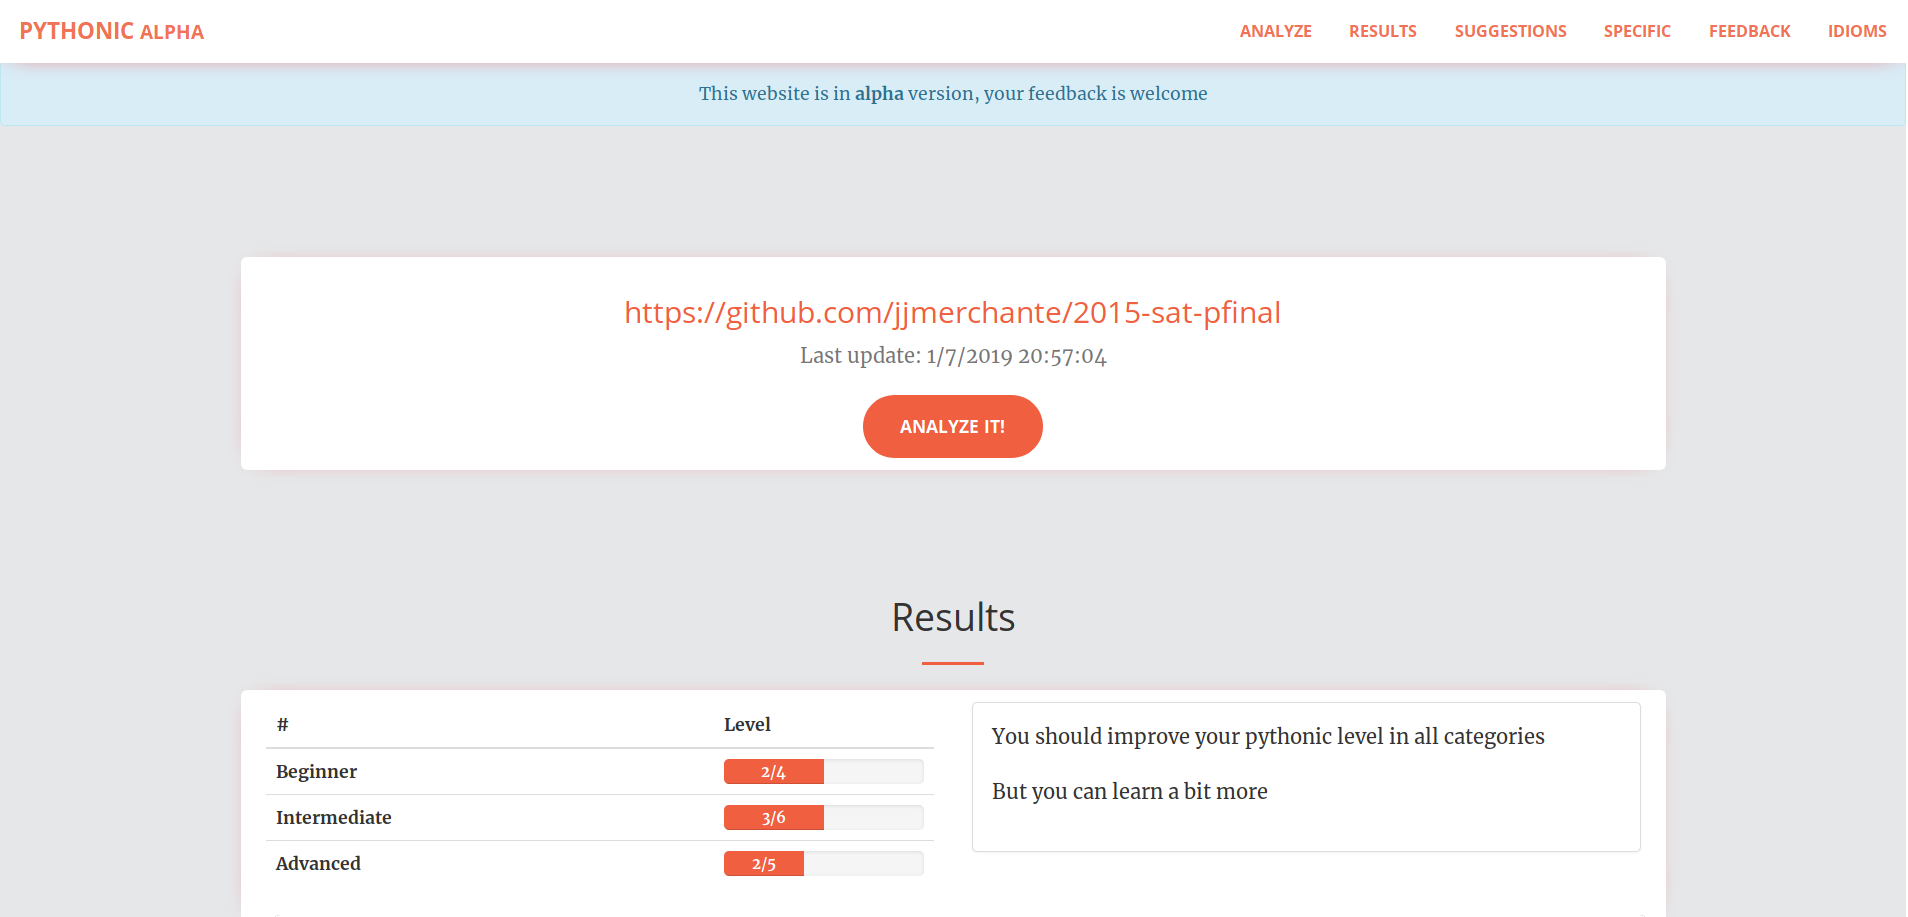 PYTHONIC ALPHA
ANALYZE RESULTS SUGGESTIONS SPECIFIC FEEDBACK IDIOMS
This website is in alpha version, your feedback is welcome
https://github.com/jjmerchante/2015-sat-pfinal
Last update: 1/7/2019 20:57:04
ANALYZE IT!
Results
# Level
Beginner 2/4
Intermediate 3/6
Advanced 2/5
You should improve your pythonic level in all categories
But you can learn a bit more